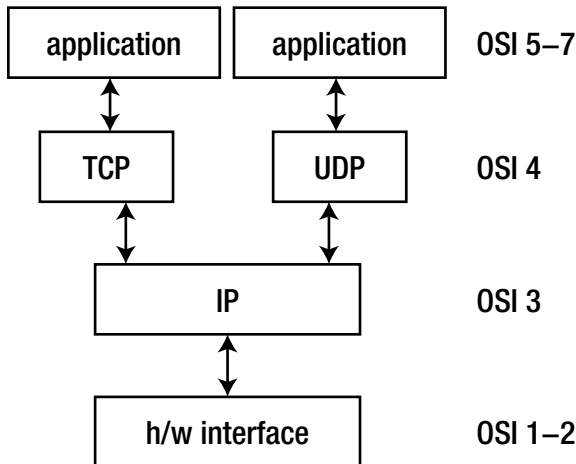 application application OSI 5–7
TCP UDP OSI 4
IP OSI 3
h/w interface OSI 1–2